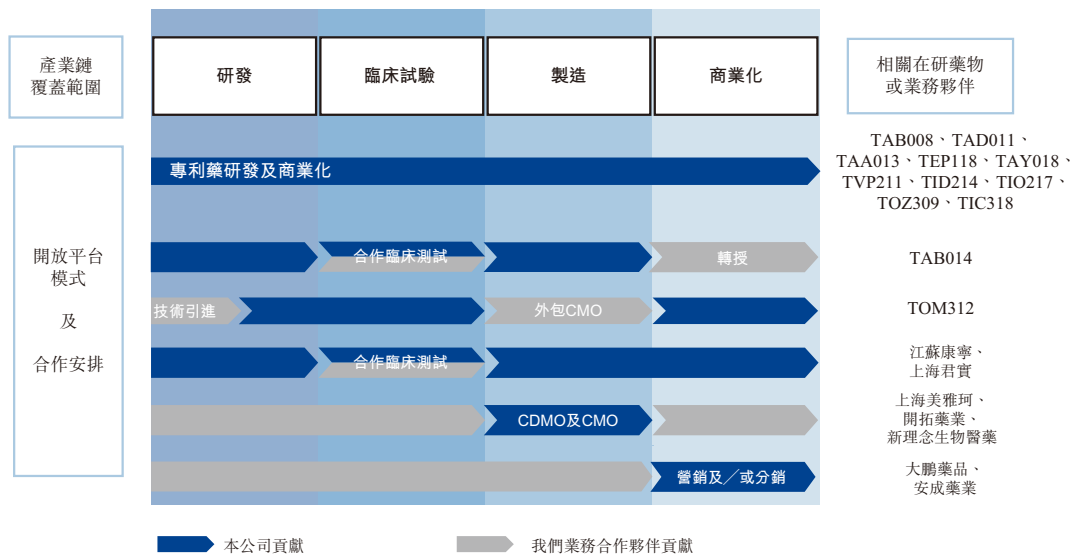 產業鏈
覆蓋範圍
研發
臨床試驗
製造
商業化
相關在研藥物
或業務夥伴
開放平台
模式
及
合作安排
專利藥研發及商業化
TAB008、TAD011、
TAA013、TEP118、TAY018、
TVP211、TID214、TIO217、
TOZ309、TIC318
合作臨床測試
轉授
TAB014
技術引進
外包CMO
TOM312
合作臨床測試
江蘇康寧、
上海君實
CDMO及CMO
上海美雅珂、
開拓藥業、
新理念生物醫藥
營銷及╱或分銷
大鵬藥品、
安成藥業
本公司貢獻
我們業務合作夥伴貢獻